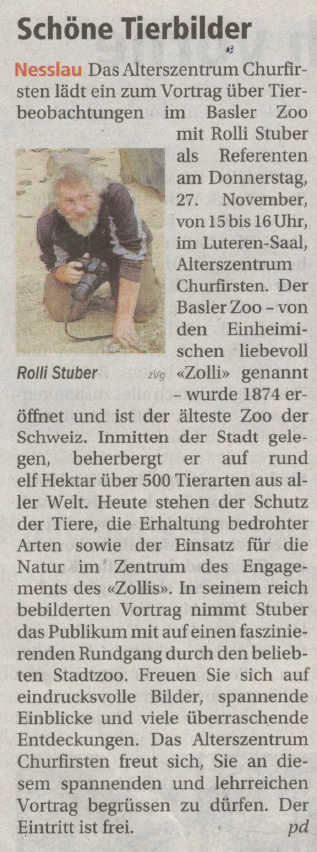 Schöne Tierbilder
Nesslau Das Alterszentrum Churfir-
sten lädt ein zum Vortrag über Tier-
beobachtungen im Basler Zoo
mit Rolli Stuber
als Referenten
am Donnerstag,
27. November,
von 15 bis 16 Uhr,
im Luteren-Saal,
Alterszentrum
Churfirsten. Der
Basler Zoo – von
den Einheimi-
schen liebevoll
«Zolli» genannt
– wurde 1874 er-
Rolli Stuber zVg
öffnet und ist der älteste Zoo der
Schweiz. Inmitten der Stadt gele-
gen, beherbergt er auf rund
elf Hektar über 500 Tierarten aus al-
ler Welt. Heute stehen der Schutz
der Tiere, die Erhaltung bedrohter
Arten sowie der Einsatz für die
Natur im Zentrum des Engage-
ments des «Zollis». In seinem reich
bebilderten Vortrag nimmt Stuber
das Publikum mit auf einen faszinie-
renden Rundgang durch den belieb-
ten Stadtzoo. Freuen Sie sich auf
eindrucksvolle Bilder, spannende
Einblicke und viele überraschende
Entdeckungen. Das Alterszentrum
Churfirsten freut sich, Sie an die-
sem spannenden und lehrreichen
Vortrag begrüssen zu dürfen. Der
Eintritt ist frei. pd